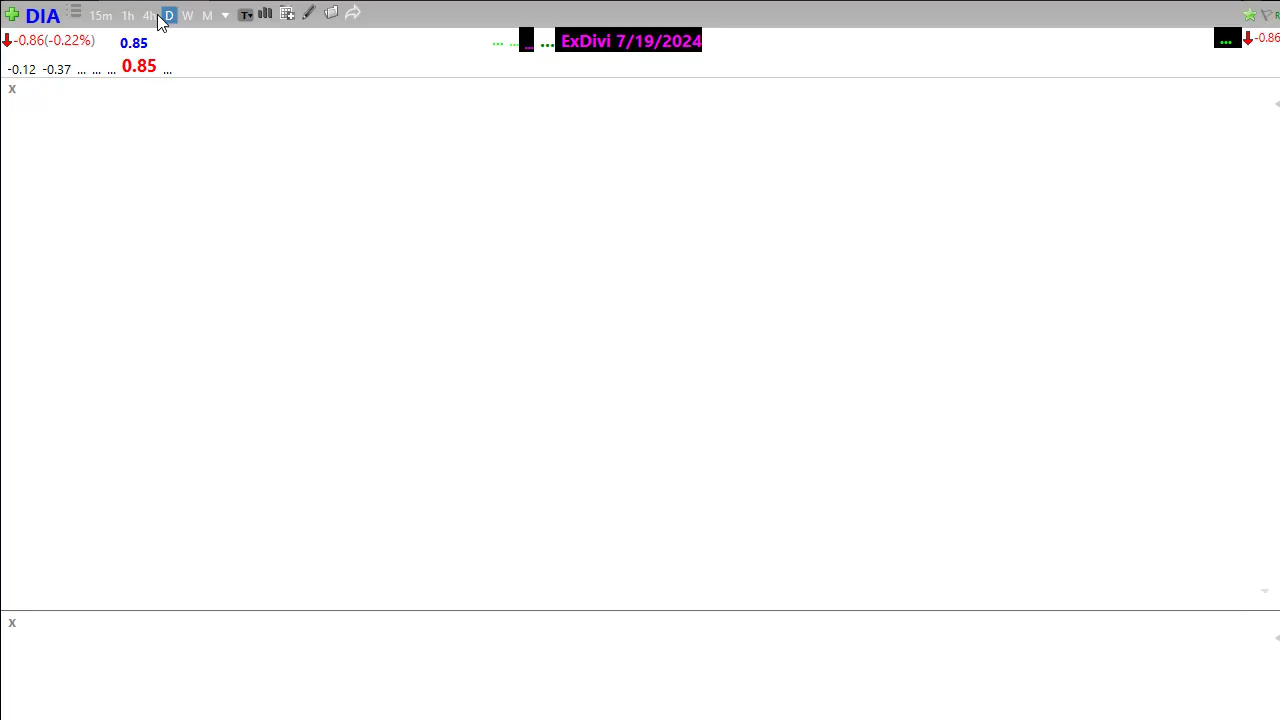 DIA 15m 1h 4h D W M T
-0.86(-0.22%) 0.85 ... ... ... ... ExDivi 7/19/2024 ... -0.86
-0.12 -0.37 ... ... ... 0.85 ...
X
X